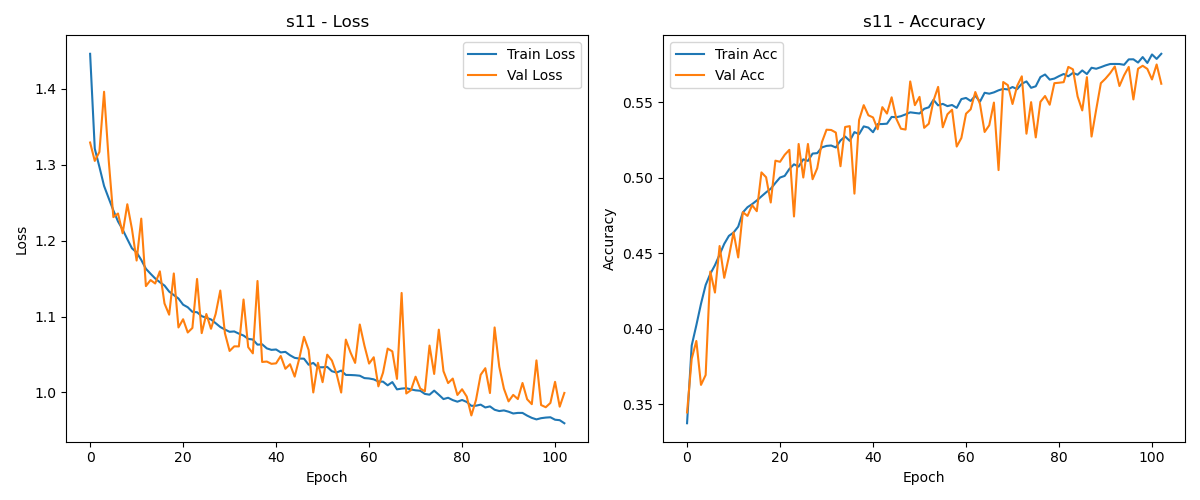 s11 - Loss
Train Loss
Val Loss
Loss
1.4
1.3
1.2
1.1
1.0
0
20
40
60
80
100
Epoch
s11 - Accuracy
Train Acc
Val Acc
Accuracy
0.55
0.50
0.45
0.40
0.35
0
20
40
60
80
100
Epoch